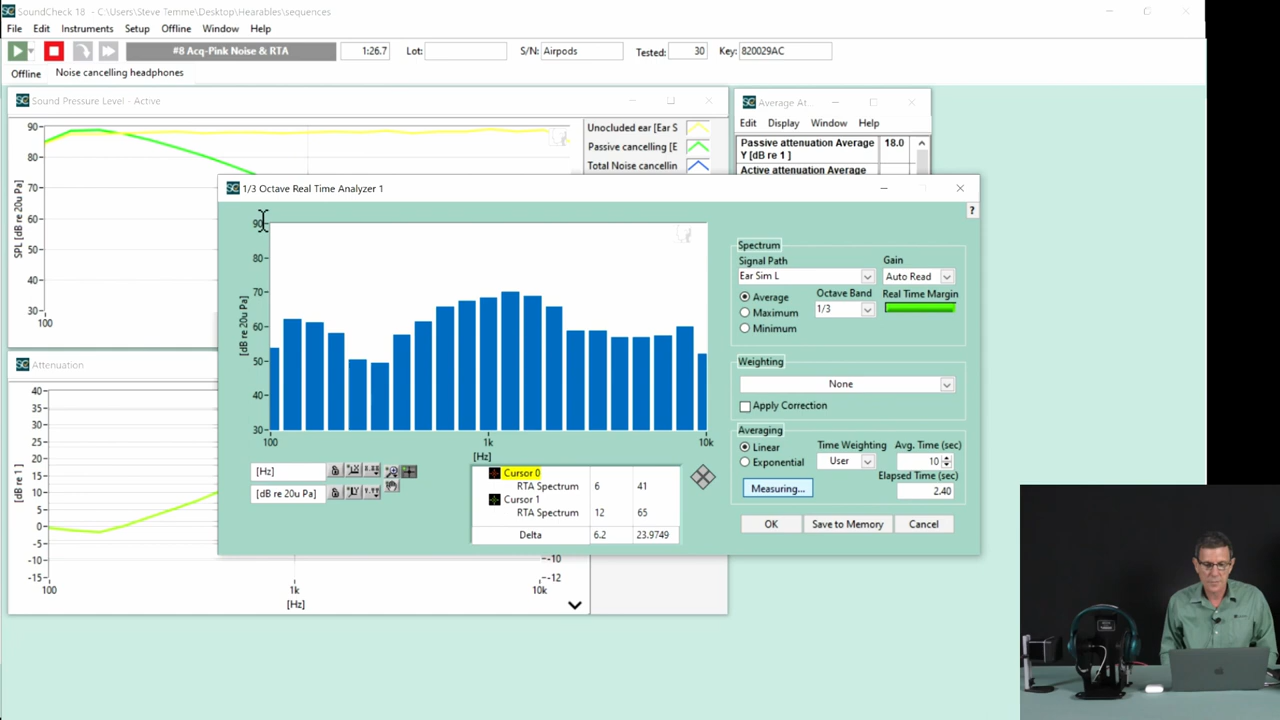 SoundCheck 18 - C:\Users\Steve Temme\Desktop\Hearables\sequences
File Edit Instruments Setup Offline Window Help
#8 Acq-Pink Noise & RTA 1:26.7 Lot: S/N: Airpods Tested: 30 Key: 820029AC
Offline Noise cancelling headphones
Sound Pressure Level - Active
90
80
70
60
50
40
30
SPL [dB re 20u Pa]
100
Unoccluded ear [Ear S
Passive cancelling [E
Total Noise cancellin
Average At...
Edit Display Window Help
Passive attenuation Average 18.0
Y [dB re 1 ]
Active attenuation Average
1/3 Octave Real Time Analyzer 1
?
90
80
70
60
50
40
30
[dB re 20u Pa]
100 1k 10k
[Hz]
[Hz]
[dB re 20u Pa]
Cursor 0
RTA Spectrum 6 41
Cursor 1
RTA Spectrum 12 65
Delta 6.2 23.9749
Spectrum
Signal Path Gain
Ear Sim L Auto Read
Average Octave Band Real Time Margin
Maximum 1/3
Minimum
Weighting
None
Apply Correction
Averaging
Linear Time Weighting Avg. Time (sec)
Exponential User 10
Elapsed Time (sec)
Measuring... 2.40
OK Save to Memory Cancel
Attenuation
40
35
30
25
20
15
10
5
0
-5
-10
-15
[dB re 1 ]
-10
-12
100 1k 10k
[Hz]